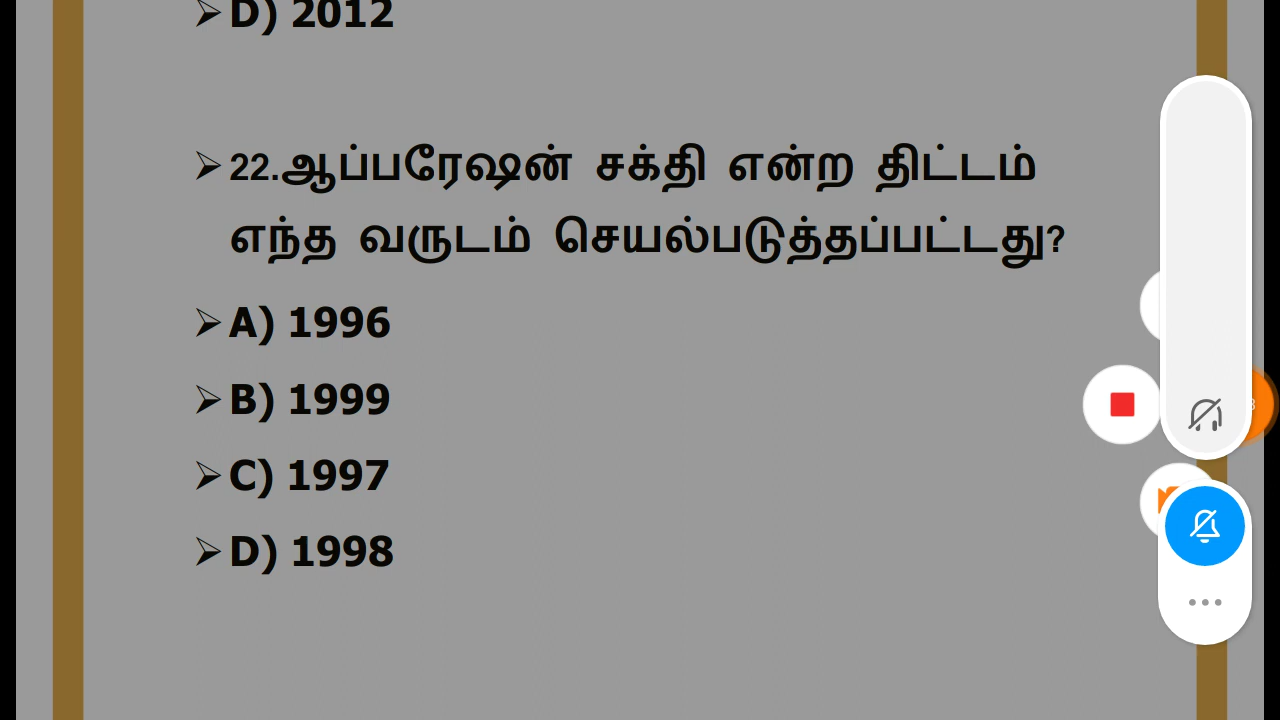 ➢D) 2012
➢22.ஆப்பரேஷன் சக்தி என்ற திட்டம்
எந்த வருடம் செயல்படுத்தப்பட்டது?
➢A) 1996
➢B) 1999
➢C) 1997
➢D) 1998